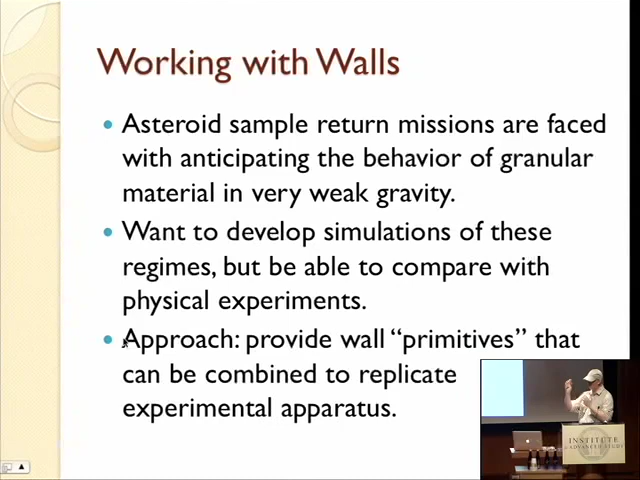 Working with Walls
• Asteroid sample return missions are faced
with anticipating the behavior of granular
material in very weak gravity.
• Want to develop simulations of these
regimes, but be able to compare with
physical experiments.
• Approach: provide wall “primitives” that
can be combined to replicate
experimental apparatus.
INSTITUTE
ADVANCED STUDY